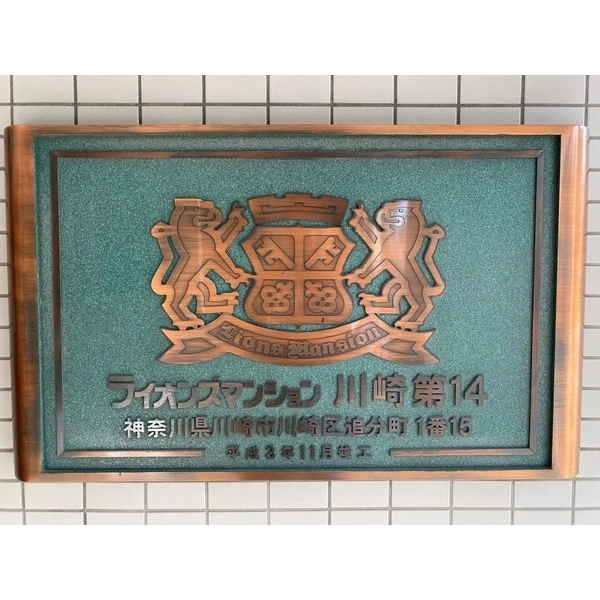 Lions Mansion
ライオンズマンション 川崎 第14
神奈川県川崎市川崎区追分町 1番15
平成3年11月竣工